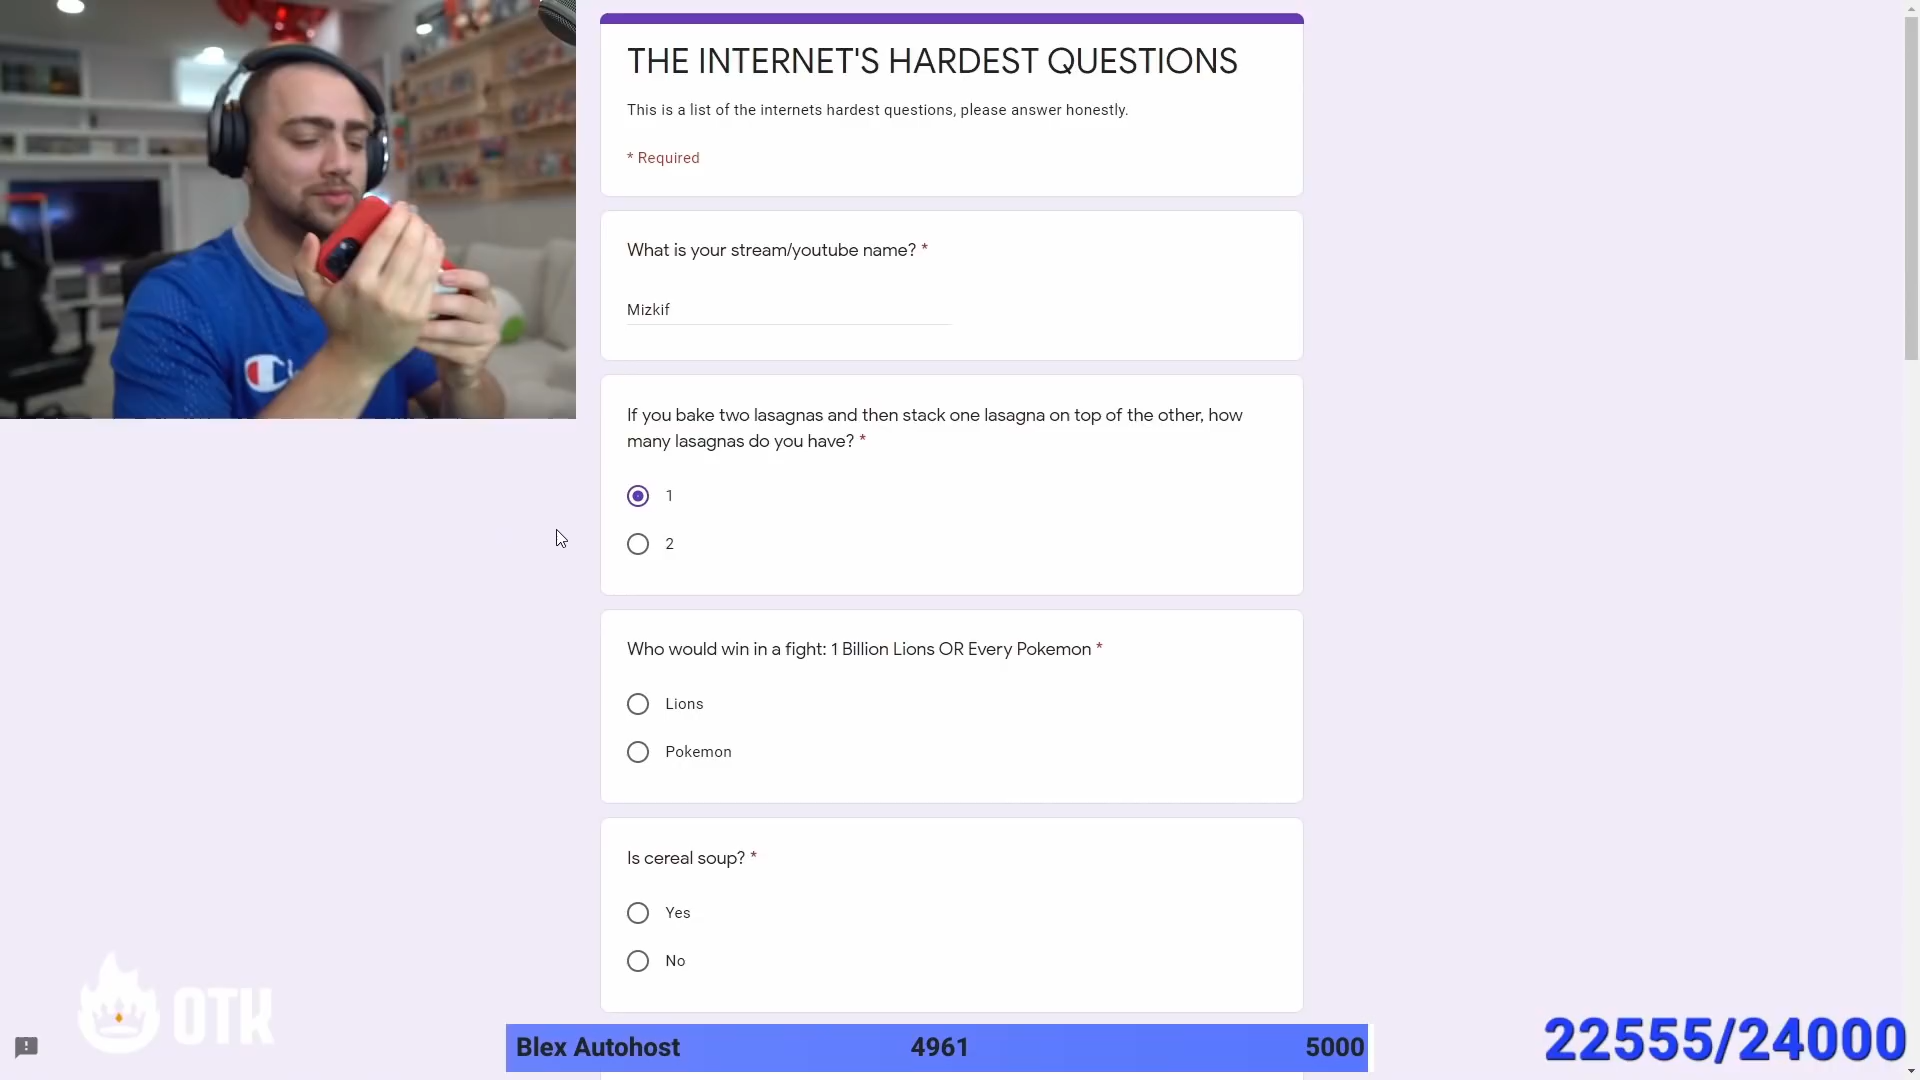 THE INTERNET'S HARDEST QUESTIONS
This is a list of the internets hardest questions, please answer honestly.
* Required
What is your stream/youtube name? *
Mizkif
If you bake two lasagnas and then stack one lasagna on top of the other, how
many lasagnas do you have? *
1
2
Who would win in a fight: 1 Billion Lions OR Every Pokemon *
Lions
Pokemon
Is cereal soup? *
Yes
No
OTK
Blex Autohost 4961 5000
22555/24000